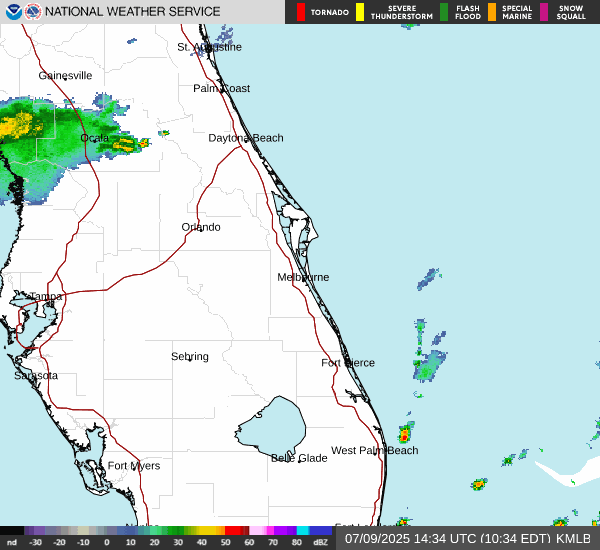 NATIONAL WEATHER SERVICE
TORNADO
SEVERE
THUNDERSTORM
FLASH
FLOOD
SPECIAL
MARINE
SNOW
SQUALL
St. Augustine
Gainesville
Palm Coast
Ocala
Daytona Beach
Orlando
Melbourne
Tampa
Sebring
Fort Pierce
Sarasota
West Palm Beach
Belle Glade
Fort Myers
nd -30 -20 -10 0 10 20 30 40 50 60 70 80 dBZ
07/09/2025 14:34 UTC (10:34 EDT) KMLB